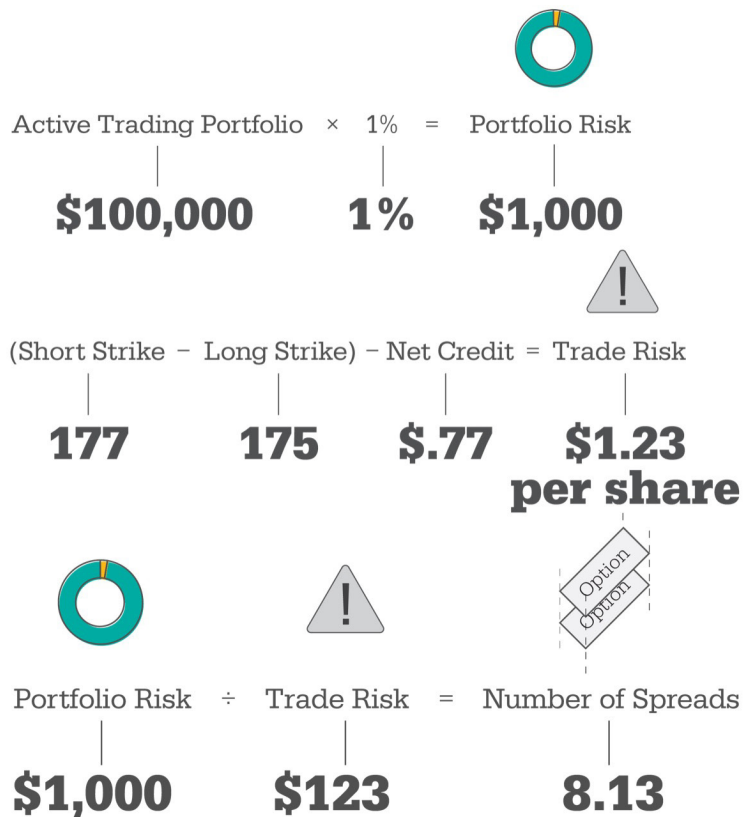 Active Trading Portfolio × 1% = Portfolio Risk
$100,000 1% $1,000
!
(Short Strike – Long Strike) – Net Credit = Trade Risk
177 175 $.77 $1.23
per share
Option
Option
!
Portfolio Risk ÷ Trade Risk = Number of Spreads
$1,000 $123 8.13